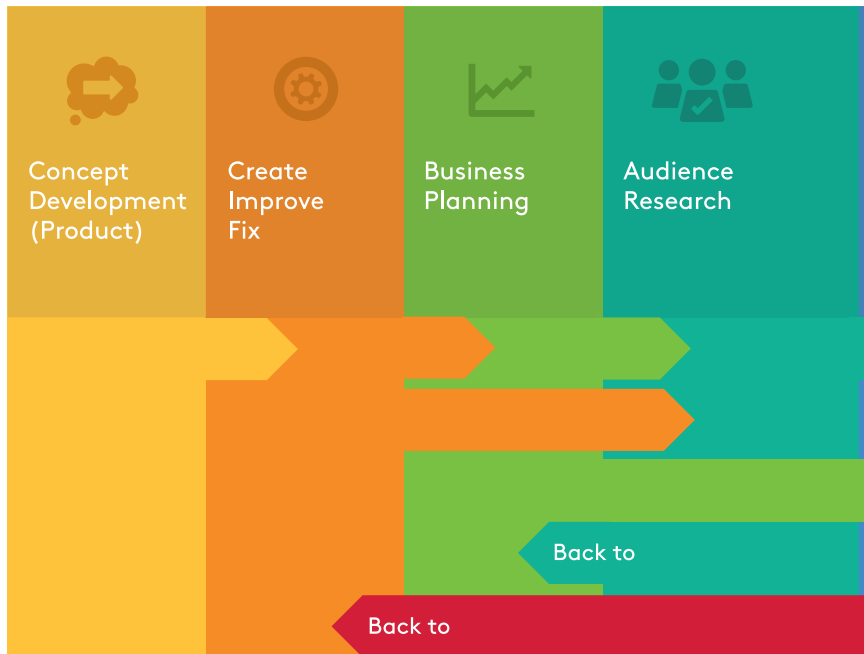 Concept
Development
(Product)
Create
Improve
Fix
Business
Planning
Audience
Research
Back to
Back to